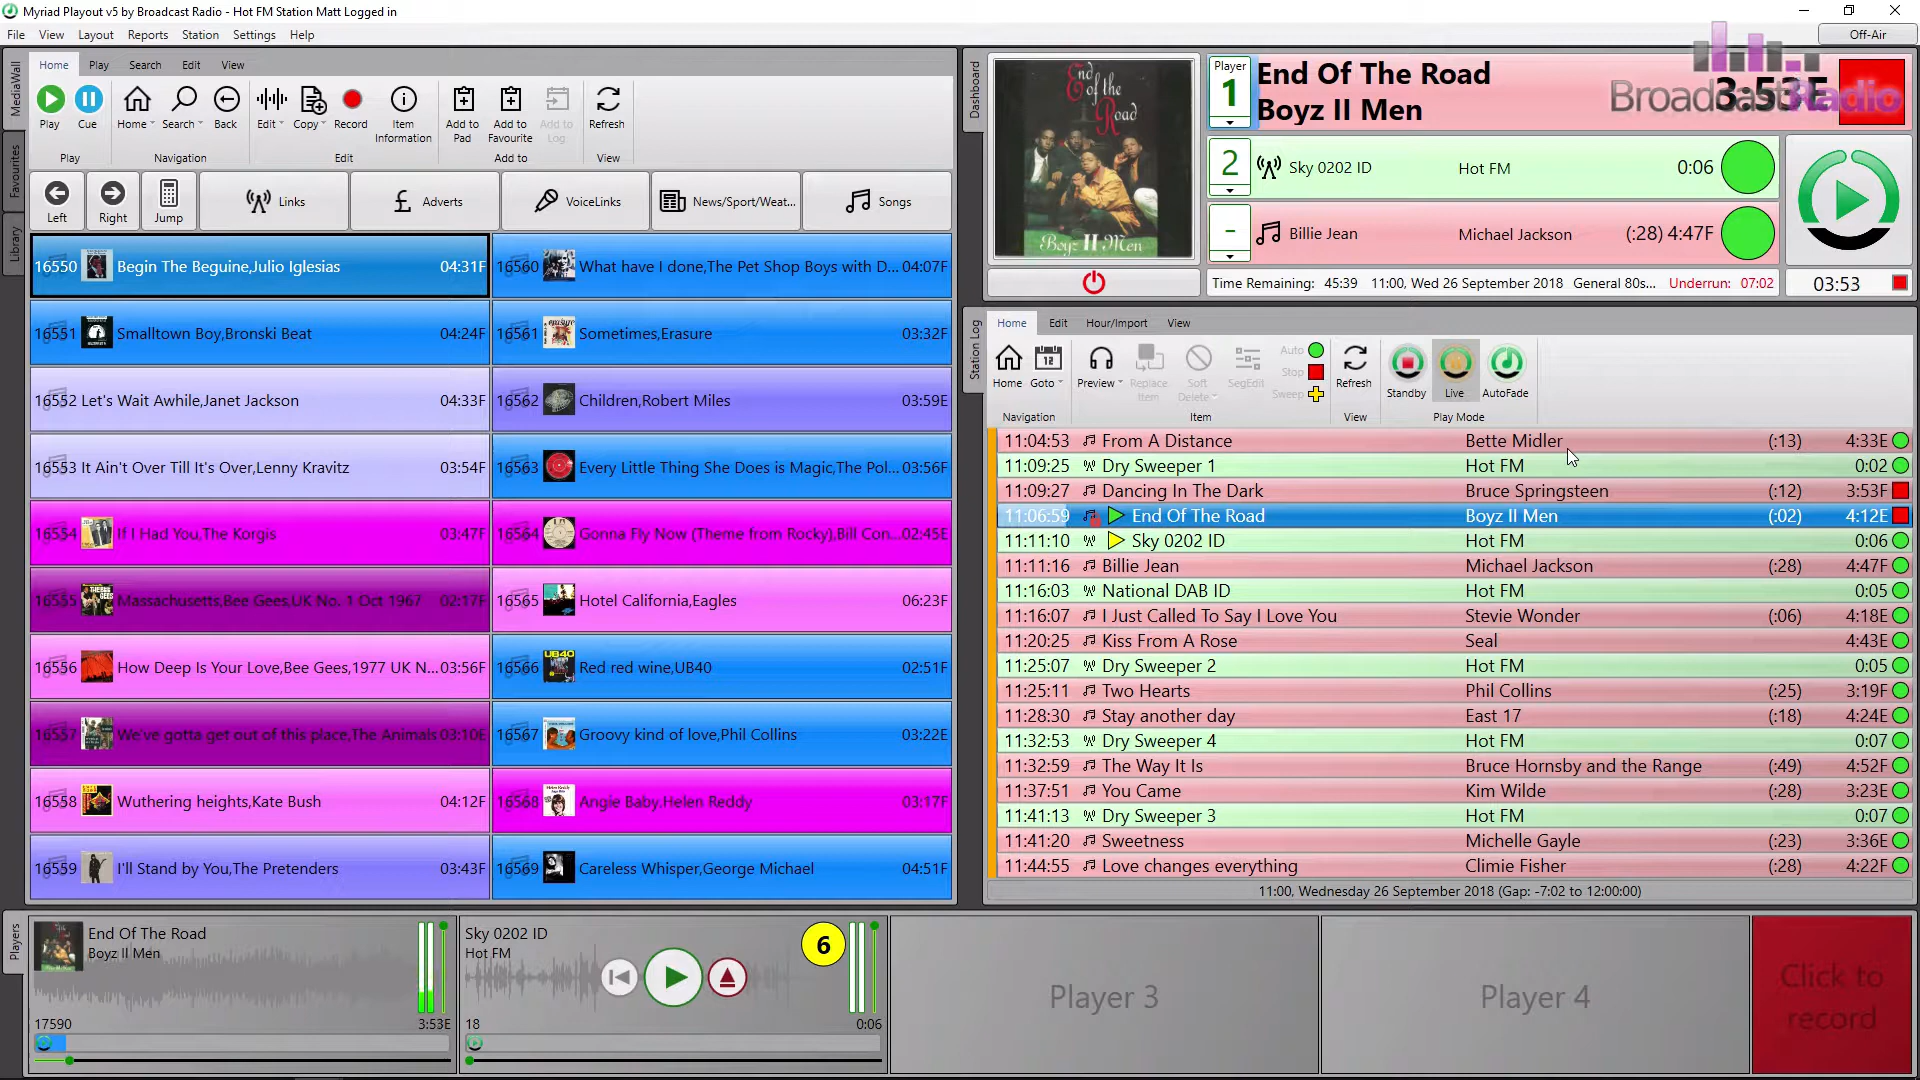 Myriad Playout v5 by Broadcast Radio - Hot FM Station Matt Logged in
File View Layout Reports Station Settings Help
Off-Air
MediaWall
Favourites
Library
Home Play Search Edit View
Play Cue Home Search Back Edit Copy Record Item Information Add to Pad Add to Favourite Add to Log Refresh
Play Navigation Edit Add to View
Left Right Jump Links Adverts VoiceLinks News/Sport/Weat... Songs
16550 Begin The Beguine,Julio Iglesias 04:31F
16560 What have I done,The Pet Shop Boys with D... 04:07F
16551 Smalltown Boy,Bronski Beat 04:24F
16561 Sometimes,Erasure 03:32F
16552 Let's Wait Awhile,Janet Jackson 04:33F
16562 Children,Robert Miles 03:59E
16553 It Ain't Over Till It's Over,Lenny Kravitz 03:54F
16563 Every Little Thing She Does is Magic,The Pol... 03:56F
16554 If I Had You,The Korgis 03:47F
16564 Gonna Fly Now (Theme from Rocky),Bill Con... 02:45E
16555 Massachusetts,Bee Gees,UK No. 1 Oct 1967 02:17F
16565 Hotel California,Eagles 06:23F
16556 How Deep Is Your Love,Bee Gees,1977 UK N... 03:56F
16566 Red red wine,UB40 02:51F
16557 We've gotta get out of this place,The Animals 03:10E
16567 Groovy kind of love,Phil Collins 03:22E
16558 Wuthering heights,Kate Bush 04:12F
16568 Angie Baby,Helen Reddy 03:17F
16559 I'll Stand by You,The Pretenders 03:43F
16569 Careless Whisper,George Michael 04:51F
Dashboard
End of the Road
Boyz II Men
Player 1
End Of The Road
Boyz II Men
3:53E
Broadcast Radio
2 Sky 0202 ID Hot FM 0:06
- Billie Jean Michael Jackson (:28) 4:47F
Time Remaining: 45:39 11:00, Wed 26 September 2018 General 80s... Underrun: 07:02 03:53
Station Log
Home Edit Hour/Import View
Home Goto 12 Preview Replace Item Soft Delete SegEdit Auto Stop Sweep Refresh Standby Live AutoFade
Navigation Item View Play Mode
11:04:53 From A Distance Bette Midler (:13) 4:33E
11:09:25 Dry Sweeper 1 Hot FM 0:02
11:09:27 Dancing In The Dark Bruce Springsteen (:12) 3:53F
11:06:59 End Of The Road Boyz II Men (:02) 4:12E
11:11:10 Sky 0202 ID Hot FM 0:06
11:11:16 Billie Jean Michael Jackson (:28) 4:47F
11:16:03 National DAB ID Hot FM 0:05
11:16:07 I Just Called To Say I Love You Stevie Wonder (:06) 4:18E
11:20:25 Kiss From A Rose Seal 4:43E
11:25:07 Dry Sweeper 2 Hot FM 0:05
11:25:11 Two Hearts Phil Collins (:25) 3:19F
11:28:30 Stay another day East 17 (:18) 4:24E
11:32:53 Dry Sweeper 4 Hot FM 0:07
11:32:59 The Way It Is Bruce Hornsby and the Range (:49) 4:52F
11:37:51 You Came Kim Wilde (:28) 3:23E
11:41:13 Dry Sweeper 3 Hot FM 0:07
11:41:20 Sweetness Michelle Gayle (:23) 3:36E
11:44:55 Love changes everything Climie Fisher (:28) 4:22F
11:00, Wednesday 26 September 2018 (Gap: -7:02 to 12:00:00)
Players
End Of The Road
Boyz II Men
17590 3:53E
Sky 0202 ID
Hot FM
6
18 0:06
Player 3
Player 4
Click to record